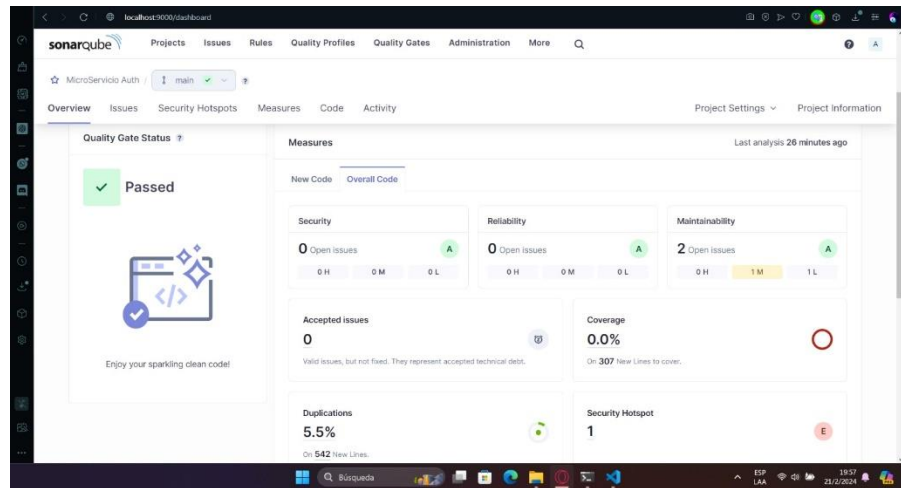 localhost:9000/dashboard
sonarqube Projects Issues Rules Quality Profiles Quality Gates Administration More A
MicroServicio Auth / main ?
Overview Issues Security Hotspots Measures Code Activity Project Settings Project Information
Quality Gate Status ?
Passed
Enjoy your sparkling clean code!
Measures Last analysis 26 minutes ago
New Code Overall Code
Security
0 Open issues A
0 H 0 M 0 L
Reliability
0 Open issues A
0 H 0 M 0 L
Maintainability
2 Open issues A
0 H 1 M 1 L
Accepted issues
0
Valid issues, but not fixed. They represent accepted technical debt.
Coverage
0.0%
On 307 New Lines to cover.
Duplications
5.5%
On 542 New Lines.
Security Hotspot
1 E
Búsqueda
ESP
LAA
19:57
21/2/2024